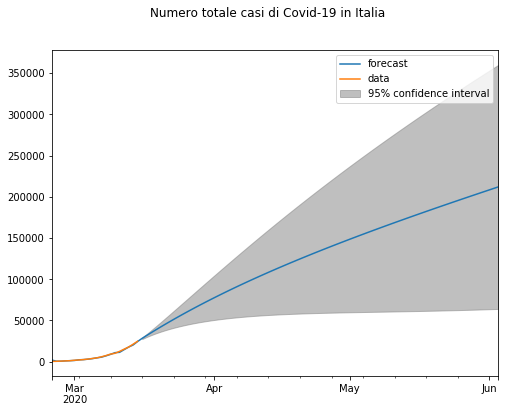 Numero totale casi di Covid-19 in Italia
forecast
data
95% confidence interval
350000
300000
250000
200000
150000
100000
50000
0
Mar
2020
Apr
May
Jun